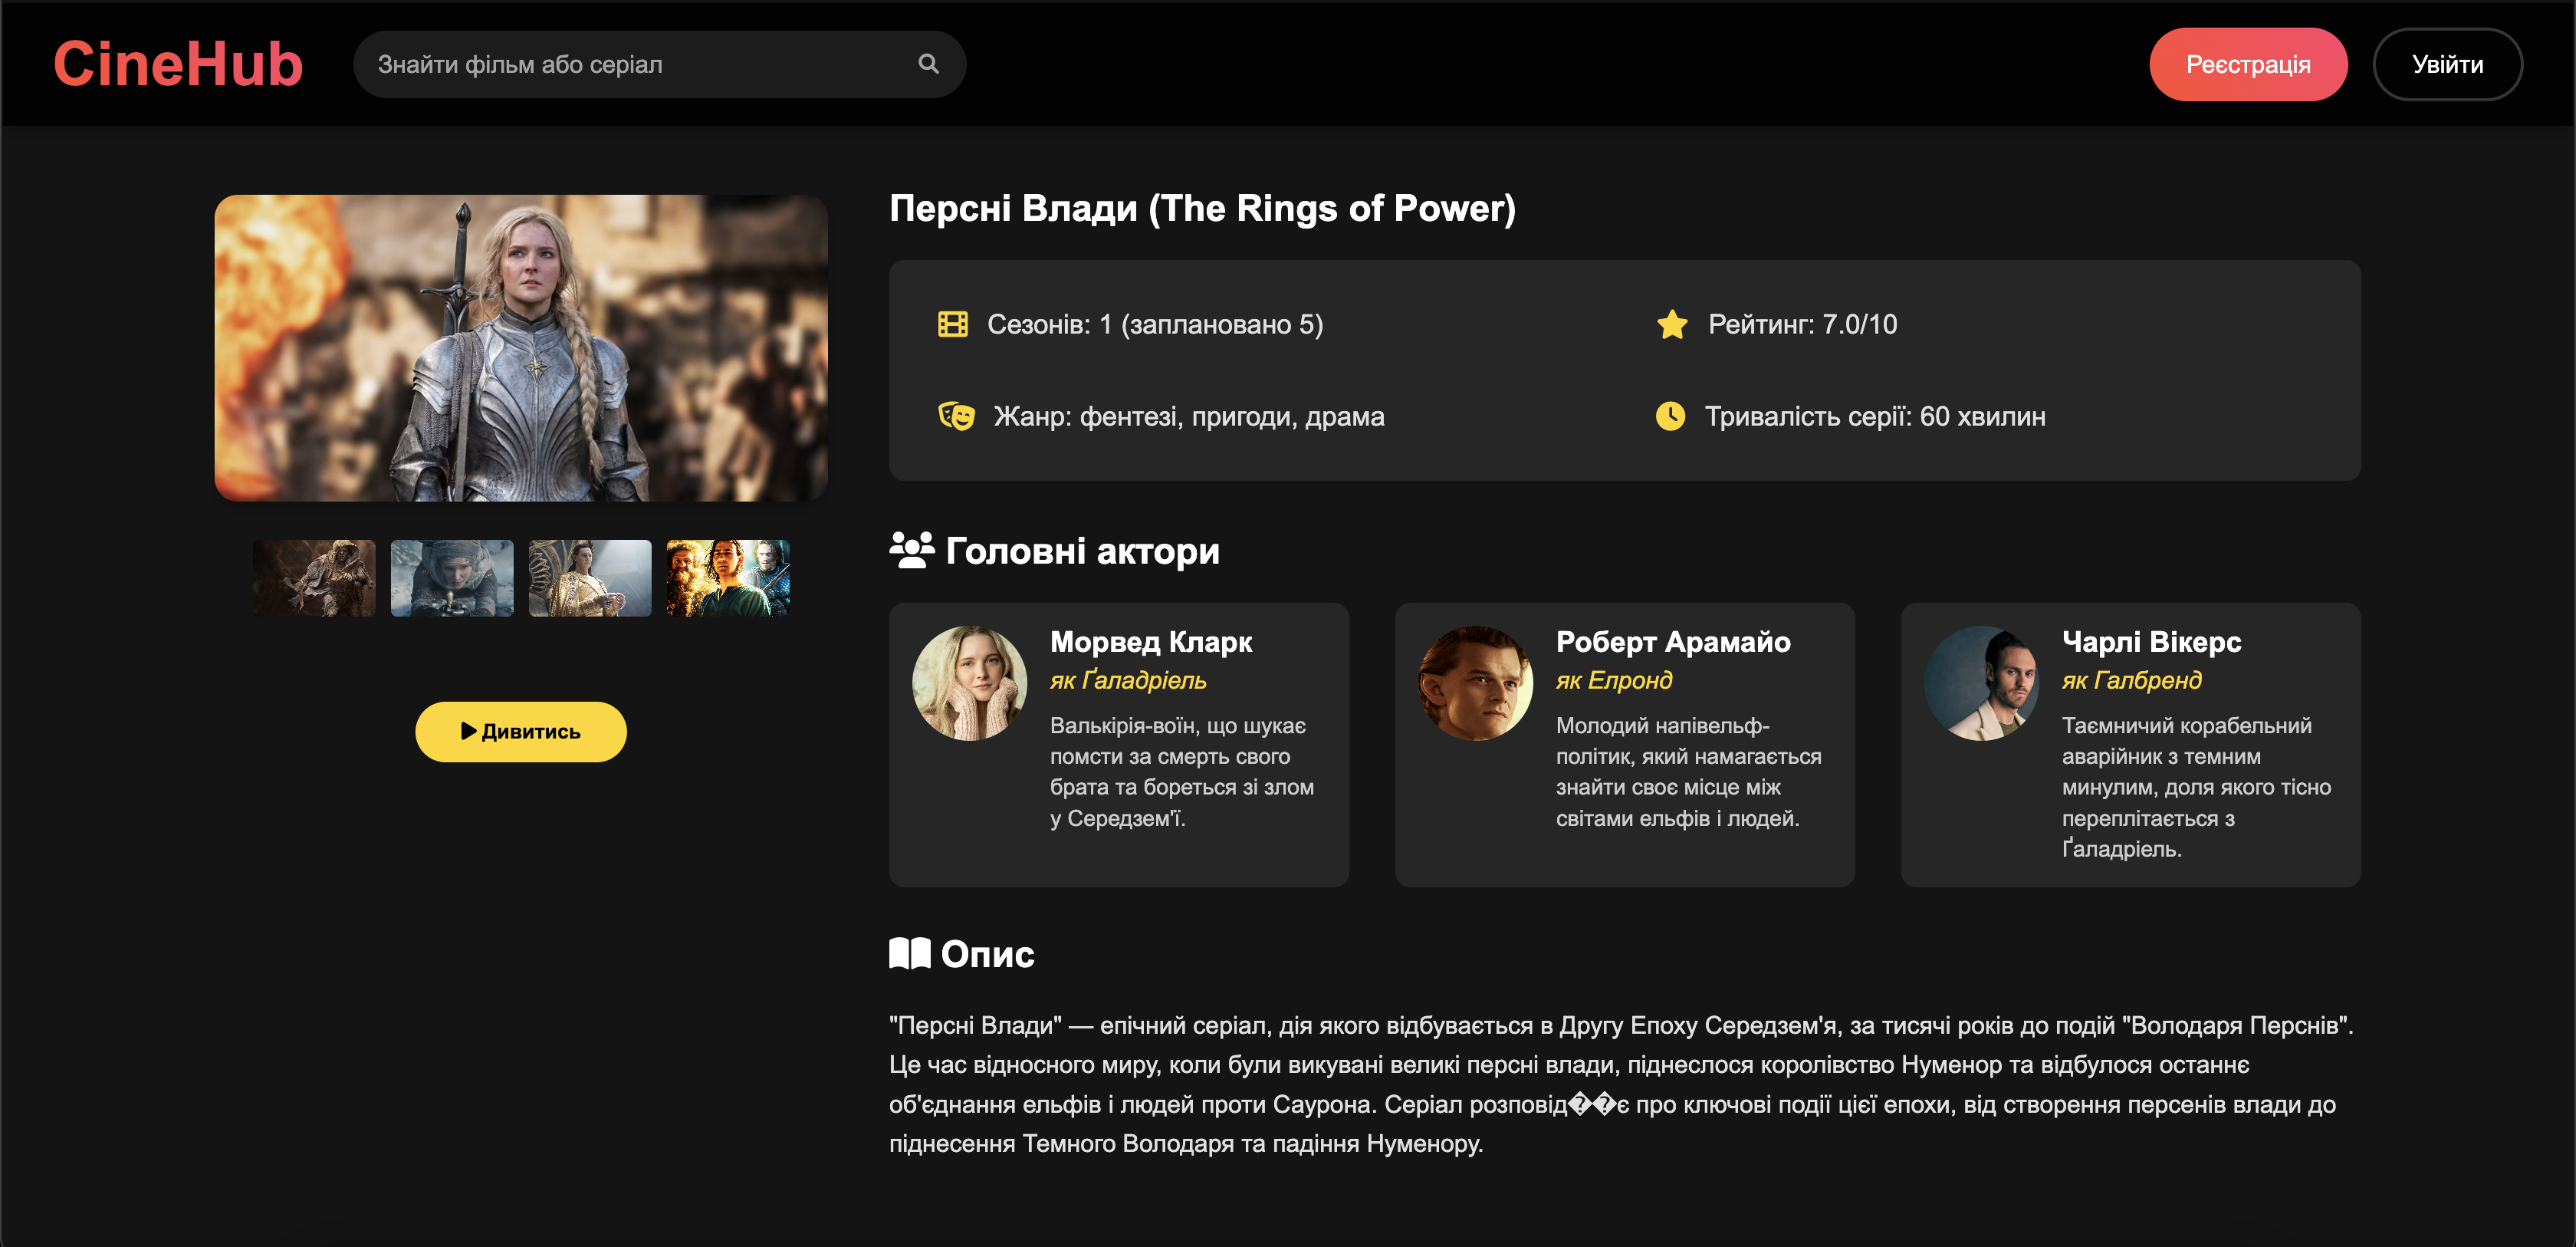 CineHub
Знайти фільм або серіал
Реєстрація
Увійти
Персні Влади (The Rings of Power)
Сезонів: 1 (заплановано 5)
Рейтинг: 7.0/10
Жанр: фентезі, пригоди, драма
Тривалість серії: 60 хвилин
Головні актори
Морвед Кларк
як Ґаладріель
Валькірія-воїн, що шукає
помсти за смерть свого
брата та бореться зі злом
у Середзем'ї.
Роберт Арамайо
як Елронд
Молодий напівельф-
політик, який намагається
знайти своє місце між
світами ельфів і людей.
Чарлі Вікерс
як Галбренд
Таємничий корабельний
аварійник з темним
минулим, доля якого тісно
переплітається з
Ґаладріель.
Дивитись
Опис
"Персні Влади" — епічний серіал, дія якого відбувається в Другу Епоху Середзем'я, за тисячі років до подій "Володаря Перснів".
Це час відносного миру, коли були викувані великі персні влади, піднеслося королівство Нуменор та відбулося останнє
об'єднання ельфів і людей проти Саурона. Серіал розповід��є про ключові події цієї епохи, від створення персенів влади до
піднесення Темного Володаря та падіння Нуменору.